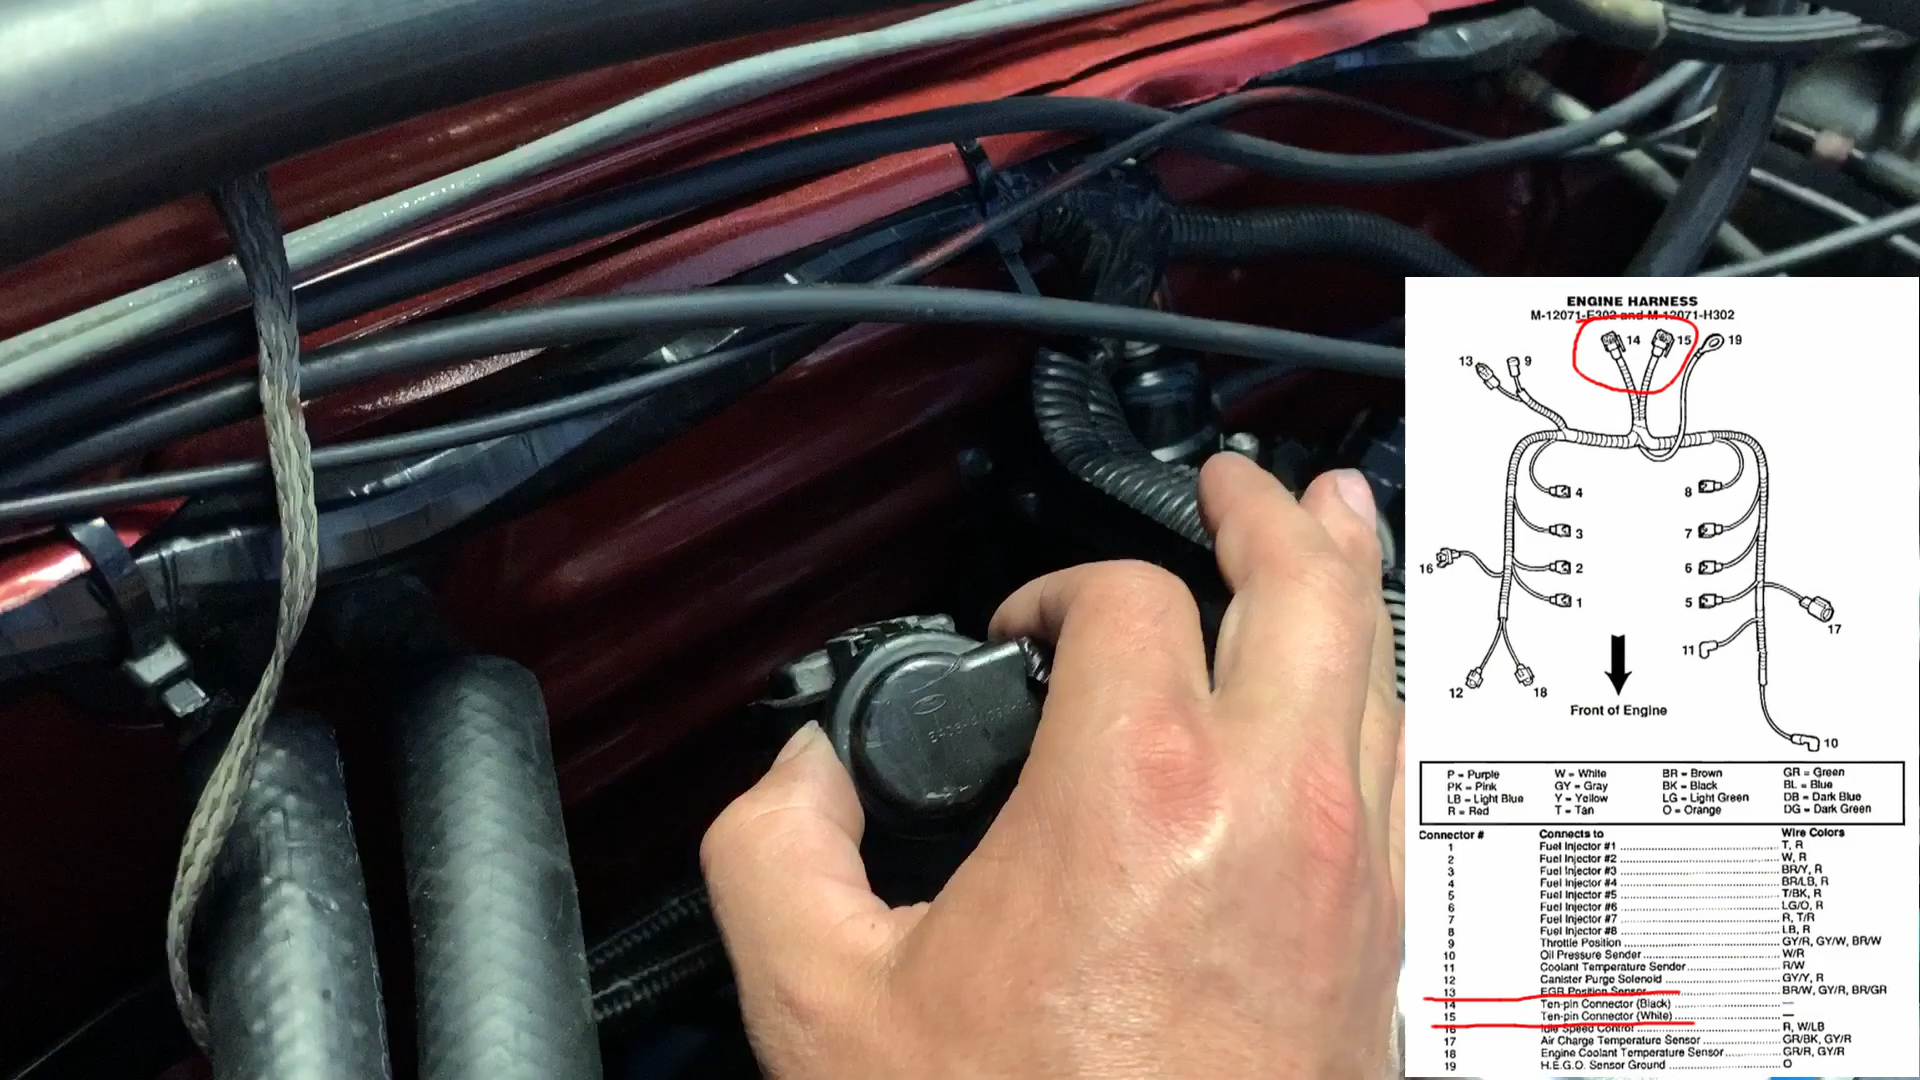 ENGINE HARNESS
M-12071-F302 and M-12071-H302
14
15
19
13
9
4
8
3
7
2
6
16
1
5
17
11
12
18
Front of Engine
10
P = Purple W = White BR = Brown GR = Green
PK = Pink GY = Gray BK = Black BL = Blue
LB = Light Blue Y = Yellow LG = Light Green DB = Dark Blue
R = Red T = Tan O = Orange DG = Dark Green
Connector # Connects to Wire Colors
1 Fuel Injector #1 T, R
2 Fuel Injector #2 W, R
3 Fuel Injector #3 BR/Y, R
4 Fuel Injector #4 BR/LB, R
5 Fuel Injector #5 T/BK, R
6 Fuel Injector #6 LG/O, R
7 Fuel Injector #7 R, T/R
8 Fuel Injector #8 LB, R
9 Throttle Position GY/R, GY/W, BR/W
10 Oil Pressure Sender W/R
11 Coolant Temperature Sender R/W
12 Canister Purge Solenoid GY/Y, R
13 EGR Position Sensor BR/W, GY/R, BR/GR
14 Ten-pin Connector (Black) —
15 Ten-pin Connector (White) —
16 Idle Speed Control R, W/LB
17 Air Charge Temperature Sensor GR/BK, GY/R
18 Engine Coolant Temperature Sensor GR/R, GY/R
19 H.E.G.O. Sensor Ground O